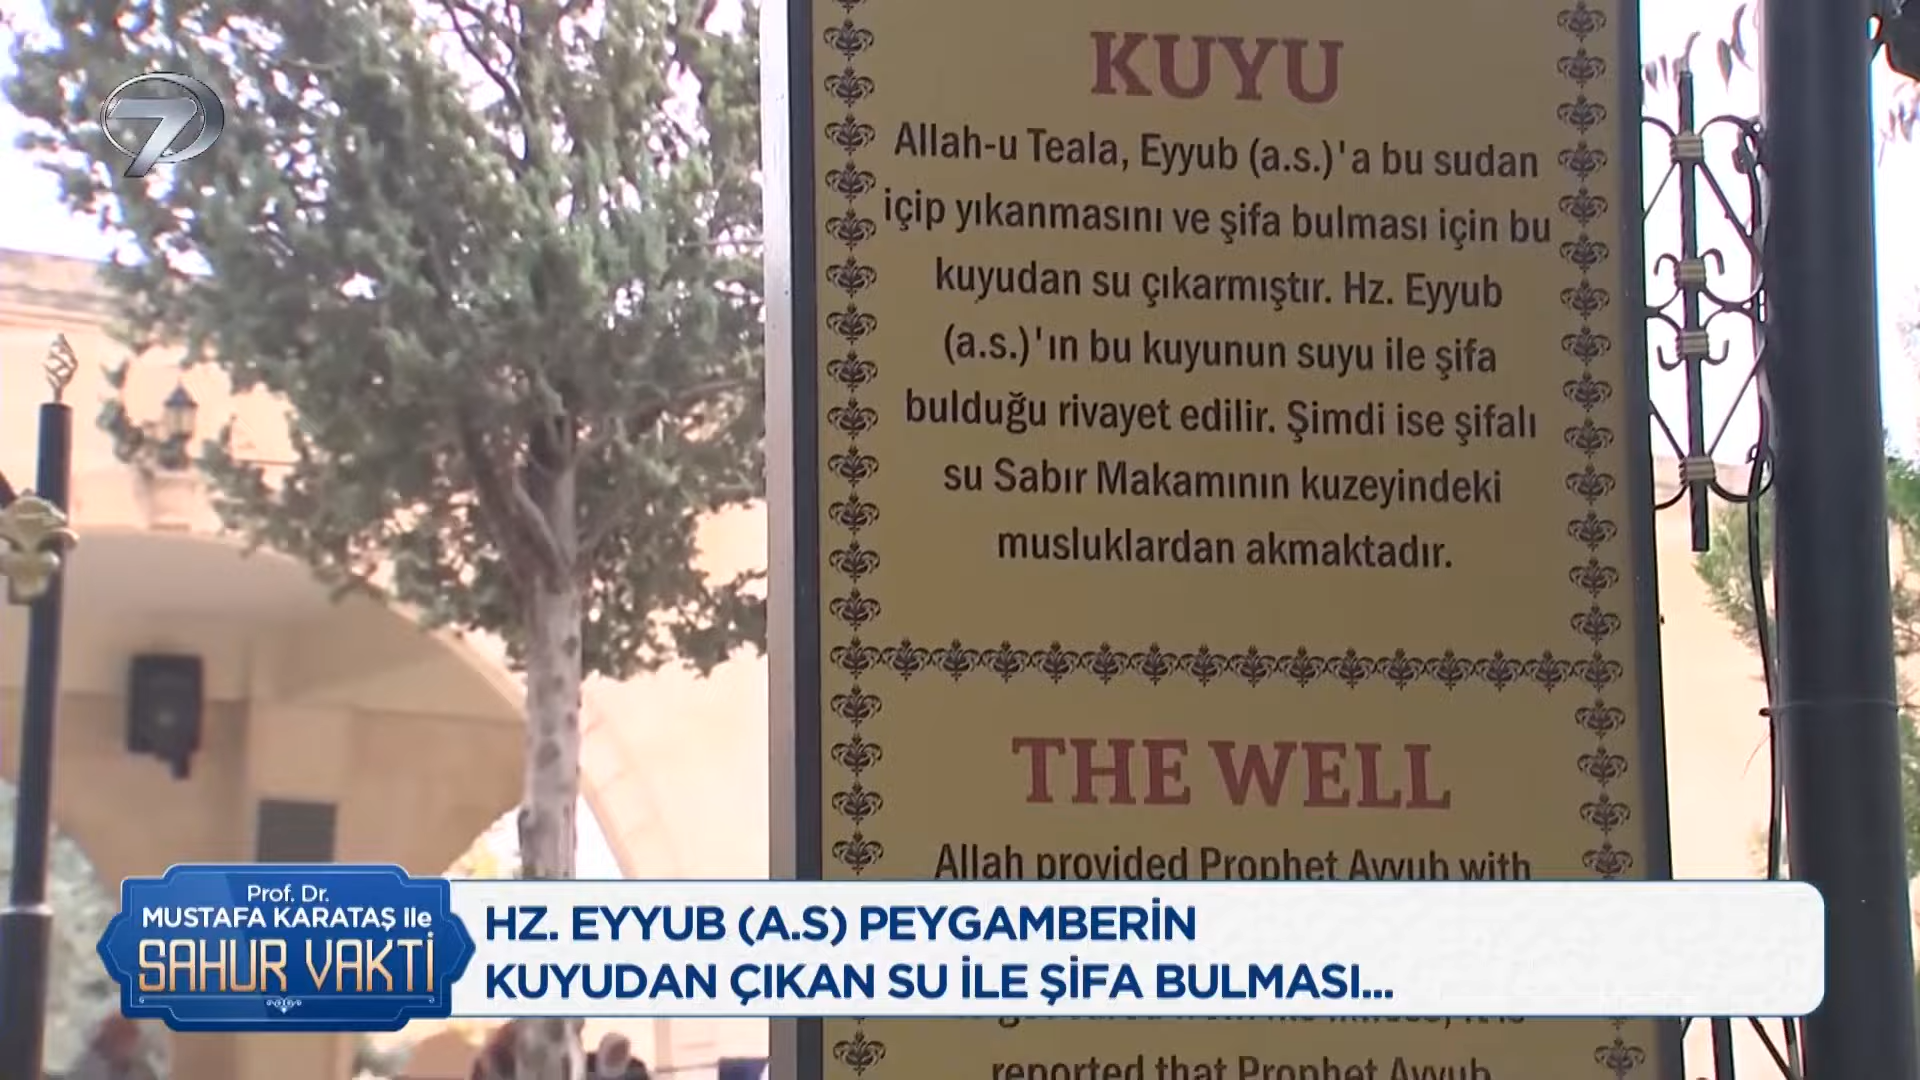 7
KUYU
Allah-u Teala, Eyyub (a.s.)'a bu sudan
içip yıkanmasını ve şifa bulması için bu
kuyudan su çıkarmıştır. Hz. Eyyub
(a.s.)'ın bu kuyunun suyu ile şifa
bulduğu rivayet edilir. Şimdi ise şifalı
su Sabır Makamının kuzeyindeki
musluklardan akmaktadır.
THE WELL
Allah provided Prophet Ayyub with
Prof. Dr.
MUSTAFA KARATAŞ ile
SAHUR VAKTİ
HZ. EYYUB (A.S) PEYGAMBERİN
KUYUDAN ÇIKAN SU İLE ŞİFA BULMASI...
reported that Prophet Ayyub